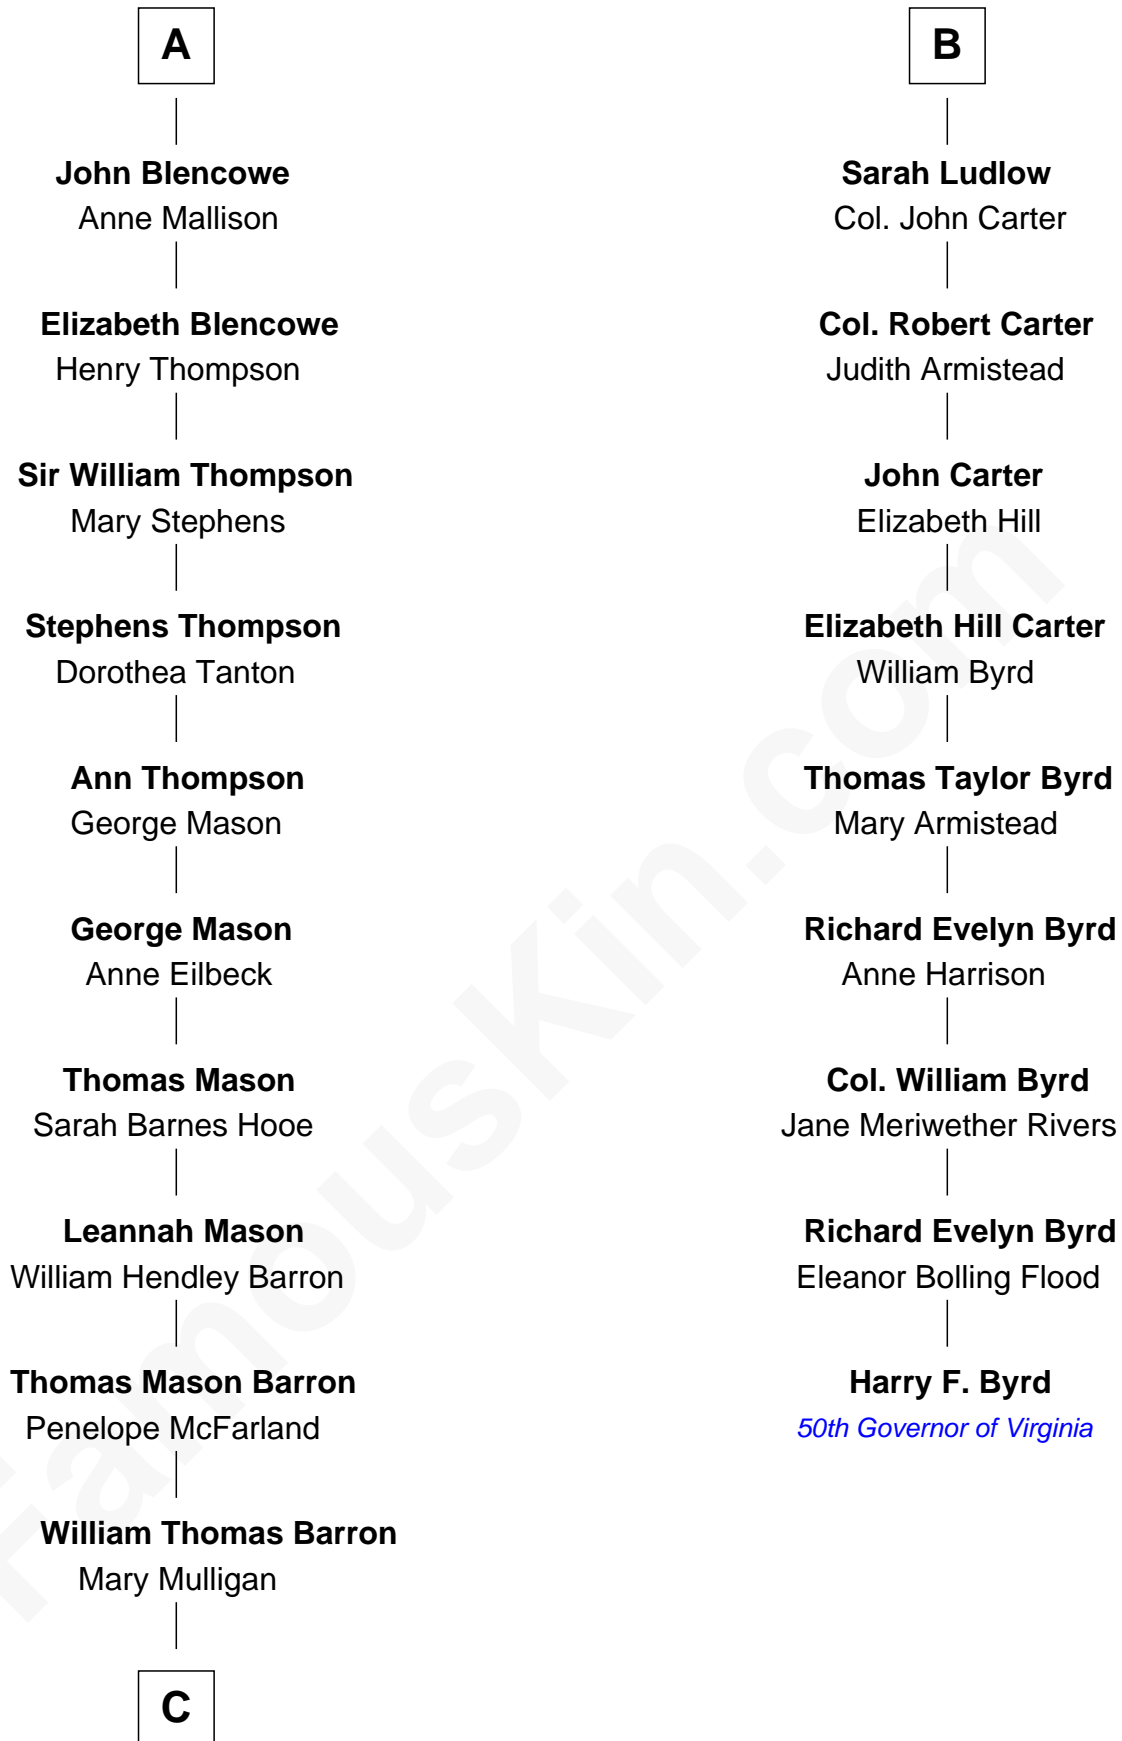 A
John Blencowe
Anne Mallison
Elizabeth Blencowe
Henry Thompson
Sir William Thompson
Mary Stephens
Stephens Thompson
Dorothea Tanton
Ann Thompson
George Mason
George Mason
Anne Eilbeck
Thomas Mason
Sarah Barnes Hooe
Leannah Mason
William Hendley Barron
Thomas Mason Barron
Penelope McFarland
William Thomas Barron
Mary Mulligan
C
B
Sarah Ludlow
Col. John Carter
Col. Robert Carter
Judith Armistead
John Carter
Elizabeth Hill
Elizabeth Hill Carter
William Byrd
Thomas Taylor Byrd
Mary Armistead
Richard Evelyn Byrd
Anne Harrison
Col. William Byrd
Jane Meriwether Rivers
Richard Evelyn Byrd
Eleanor Bolling Flood
Harry F. Byrd
50th Governor of Virginia
FamousKin.com